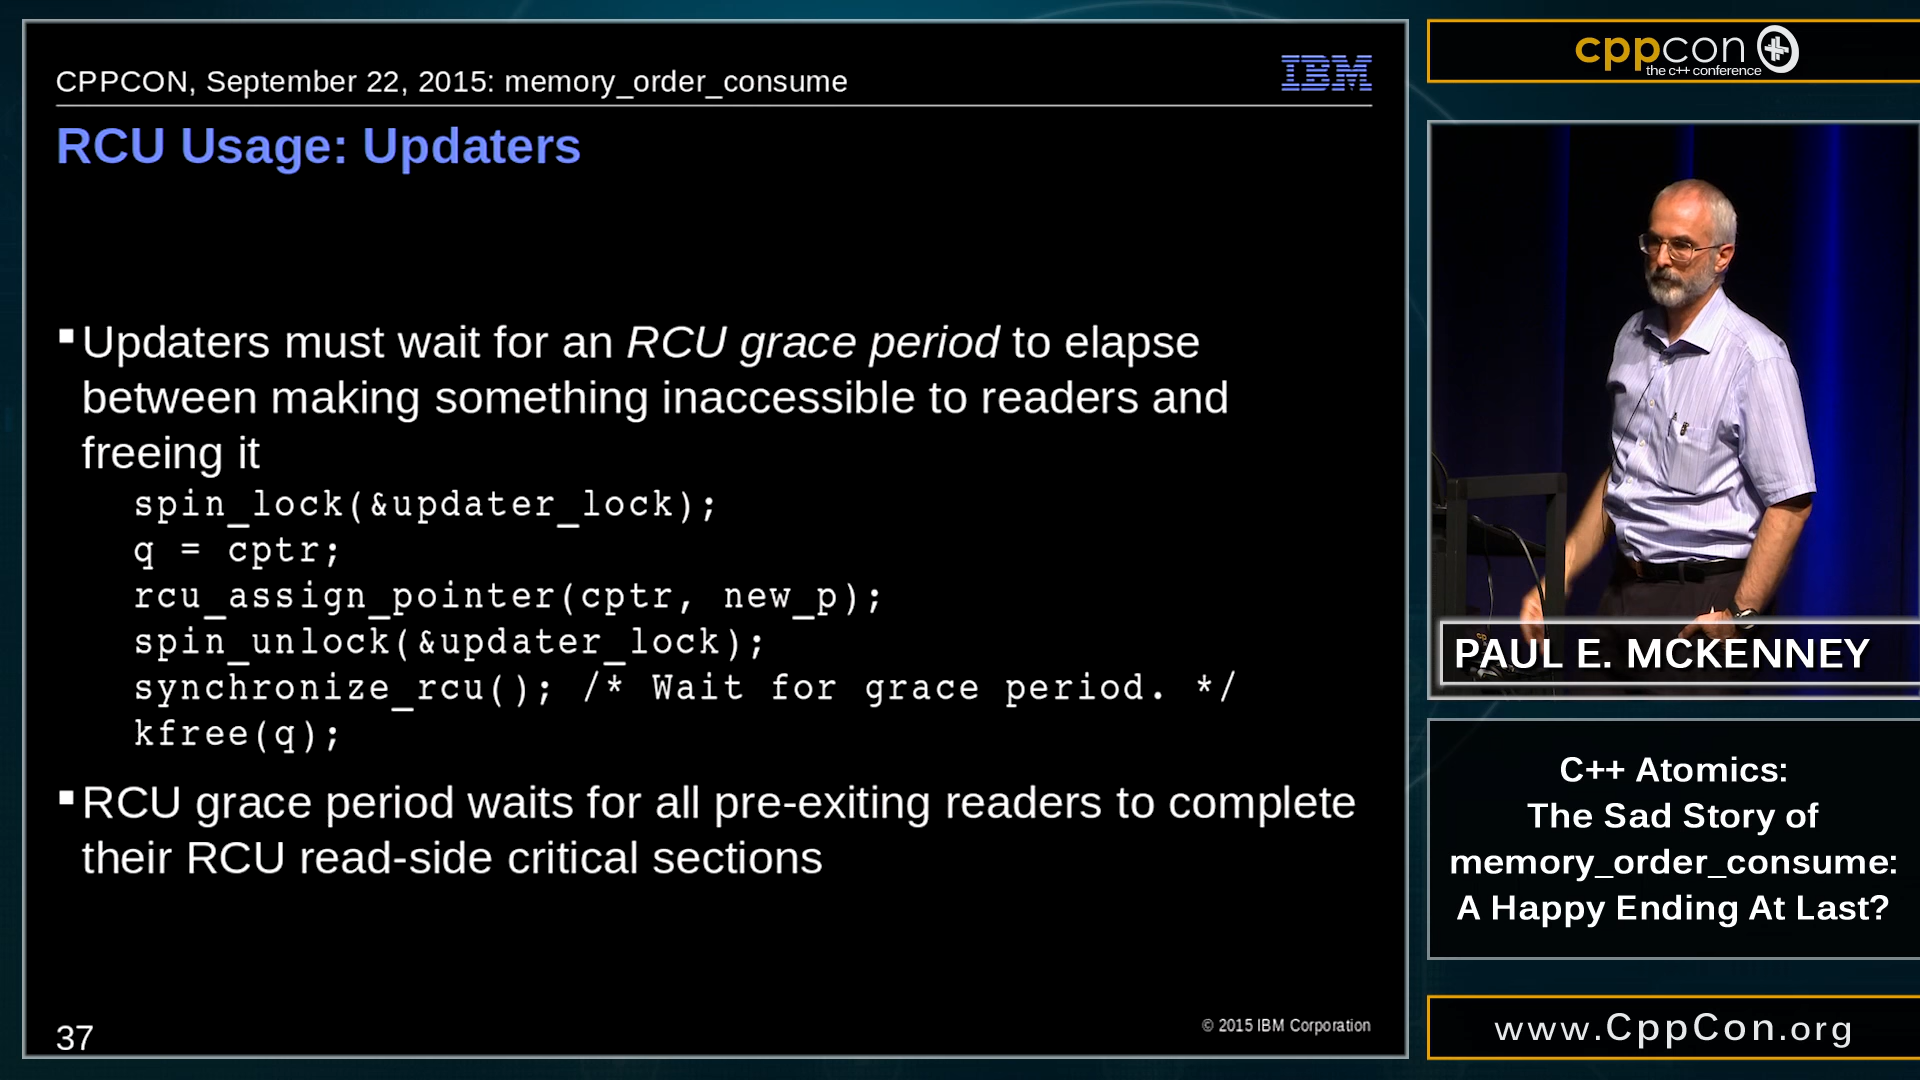 CPPCON, September 22, 2015: memory_order_consume
IBM
RCU Usage: Updaters
Updaters must wait for an RCU grace period to elapse
between making something inaccessible to readers and
freeing it
spin_lock(&updater_lock);
q = cptr;
rcu_assign_pointer(cptr, new_p);
spin_unlock(&updater_lock);
synchronize_rcu(); /* Wait for grace period. */
kfree(q);
RCU grace period waits for all pre-exiting readers to complete
their RCU read-side critical sections
37
© 2015 IBM Corporation
cppcon
the c++ conference
PAUL E. MCKENNEY
C++ Atomics:
The Sad Story of
memory_order_consume:
A Happy Ending At Last?
www.CppCon.org